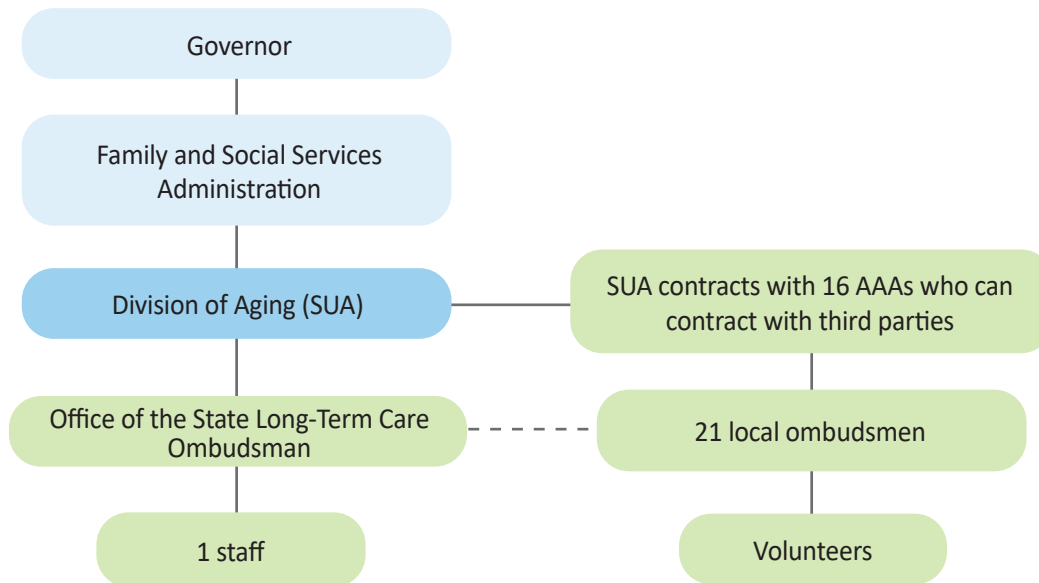 Governor
Family and Social Services
Administration
Division of Aging (SUA)
SUA contracts with 16 AAAs who can
contract with third parties
Office of the State Long-Term Care
Ombudsman
21 local ombudsmen
1 staff
Volunteers